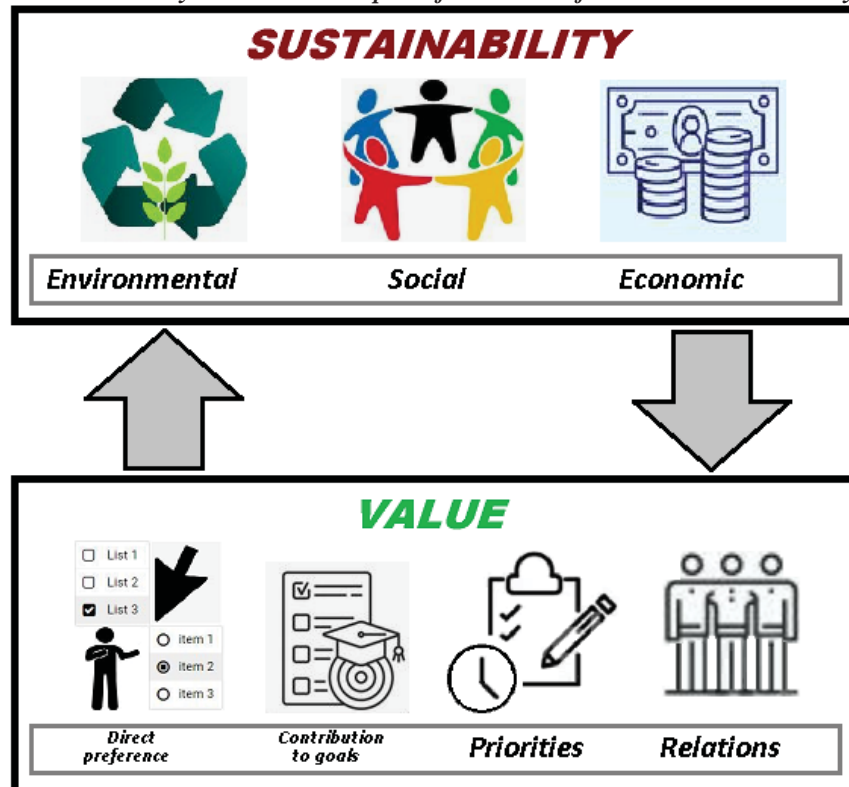 SUSTAINABILITY
Environmental Social Economic
VALUE
List 1
List 2
List 3
item 1
item 2
item 3
Direct
preference
Contribution
to goals
Priorities
Relations